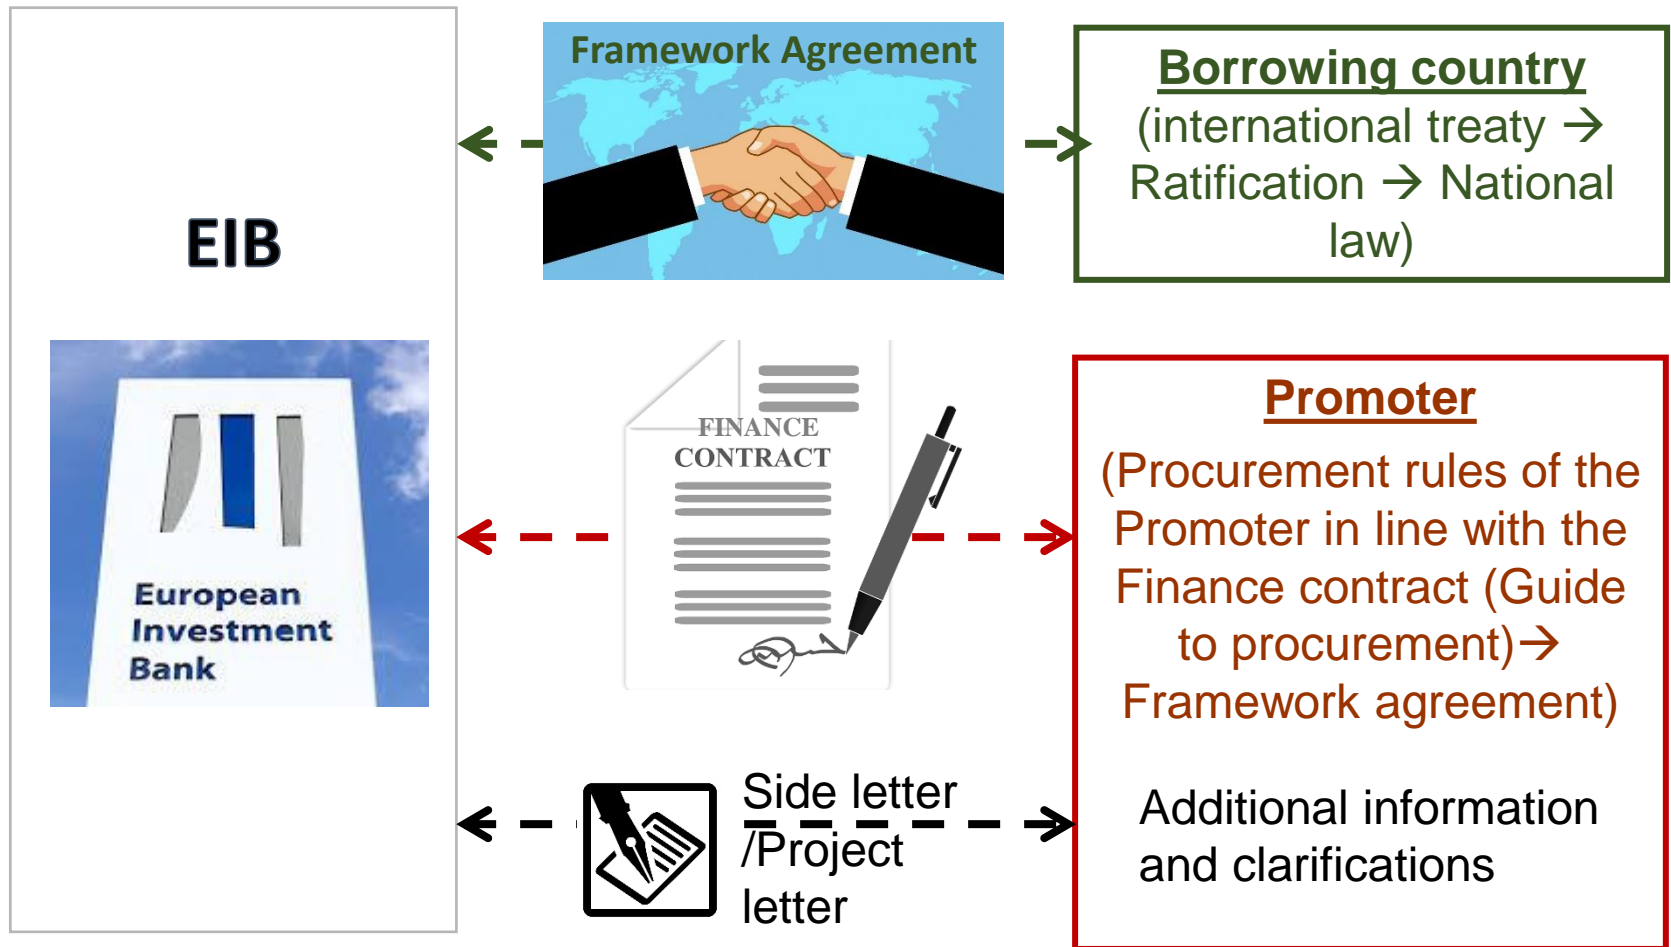 EIB
European
Investment
Bank
Framework Agreement
Borrowing country
(international treaty →
Ratification → National
law)
FINANCE
CONTRACT
Promoter
(Procurement rules of the
Promoter in line with the
Finance contract (Guide
to procurement)→
Framework agreement)
Side letter
/Project
letter
Additional information
and clarifications